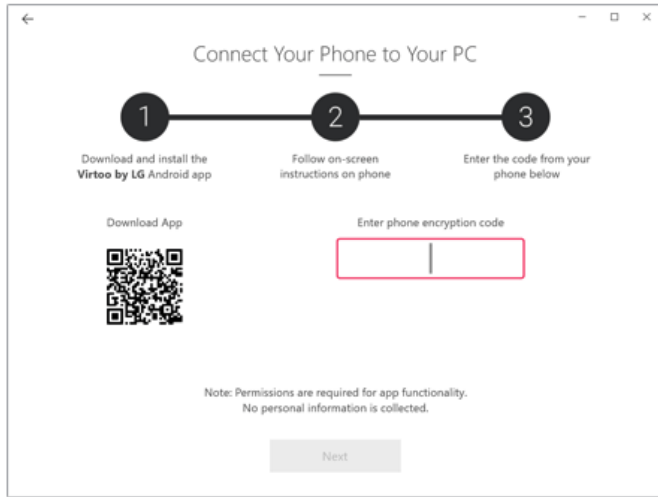 Connect Your Phone to Your PC
1
2
3
Download and install the
Virtoo by LG Android app
Follow on-screen
instructions on phone
Enter the code from your
phone below
Download App
Enter phone encryption code
Note: Permissions are required for app functionality.
No personal information is collected.
Next